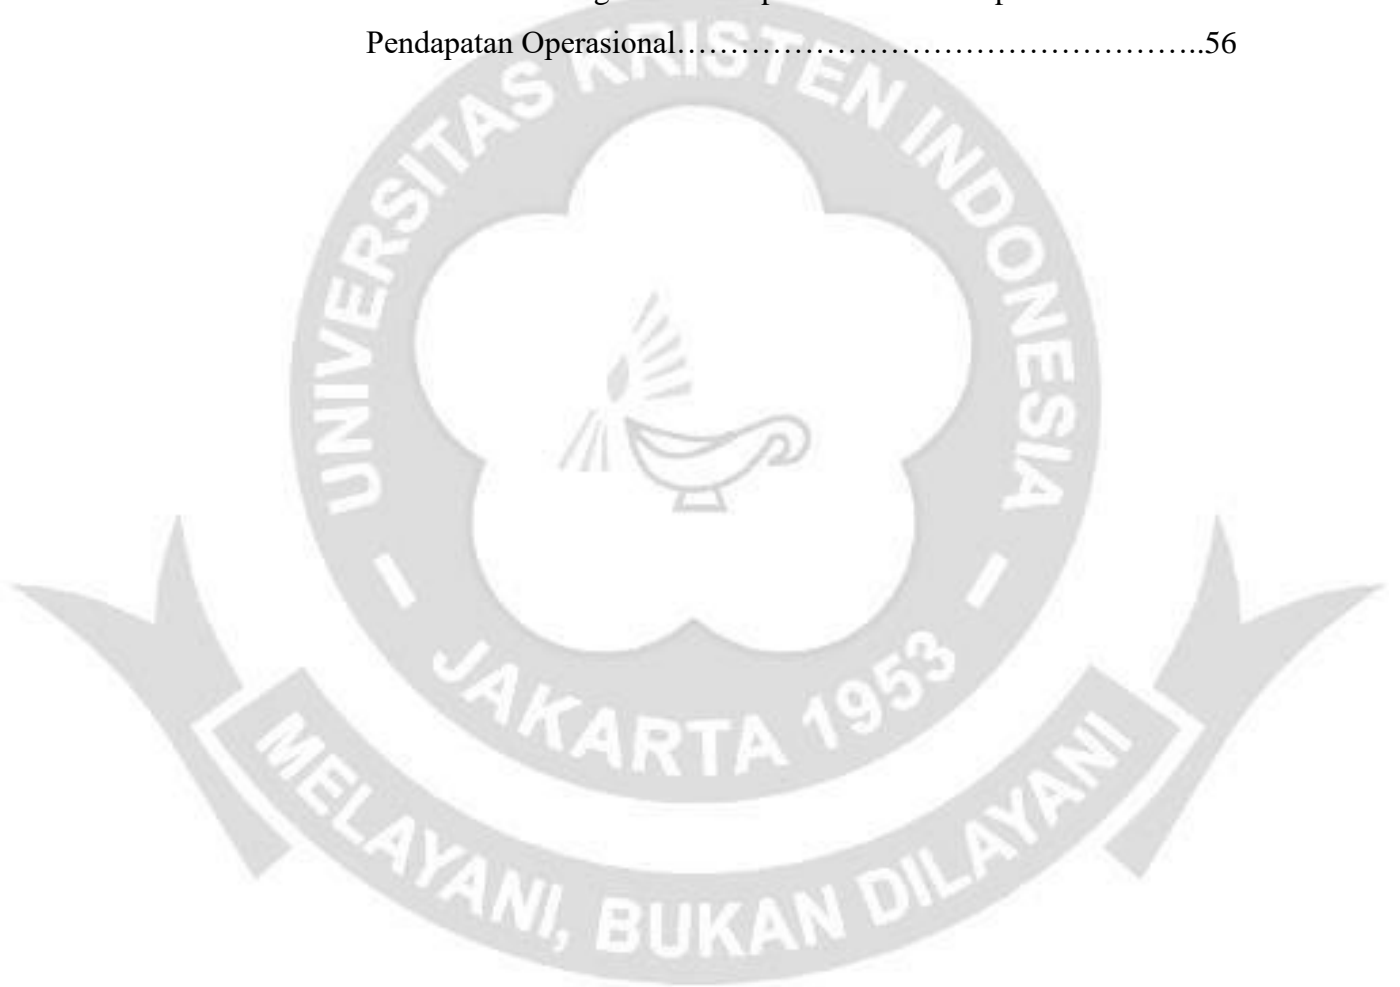 Pendapatan Operasional…………………………………………..56
UNIVERSITAS KRISTEN INDONESIA
JAKARTA 1953
MELAYANI, BUKAN DILAYANI